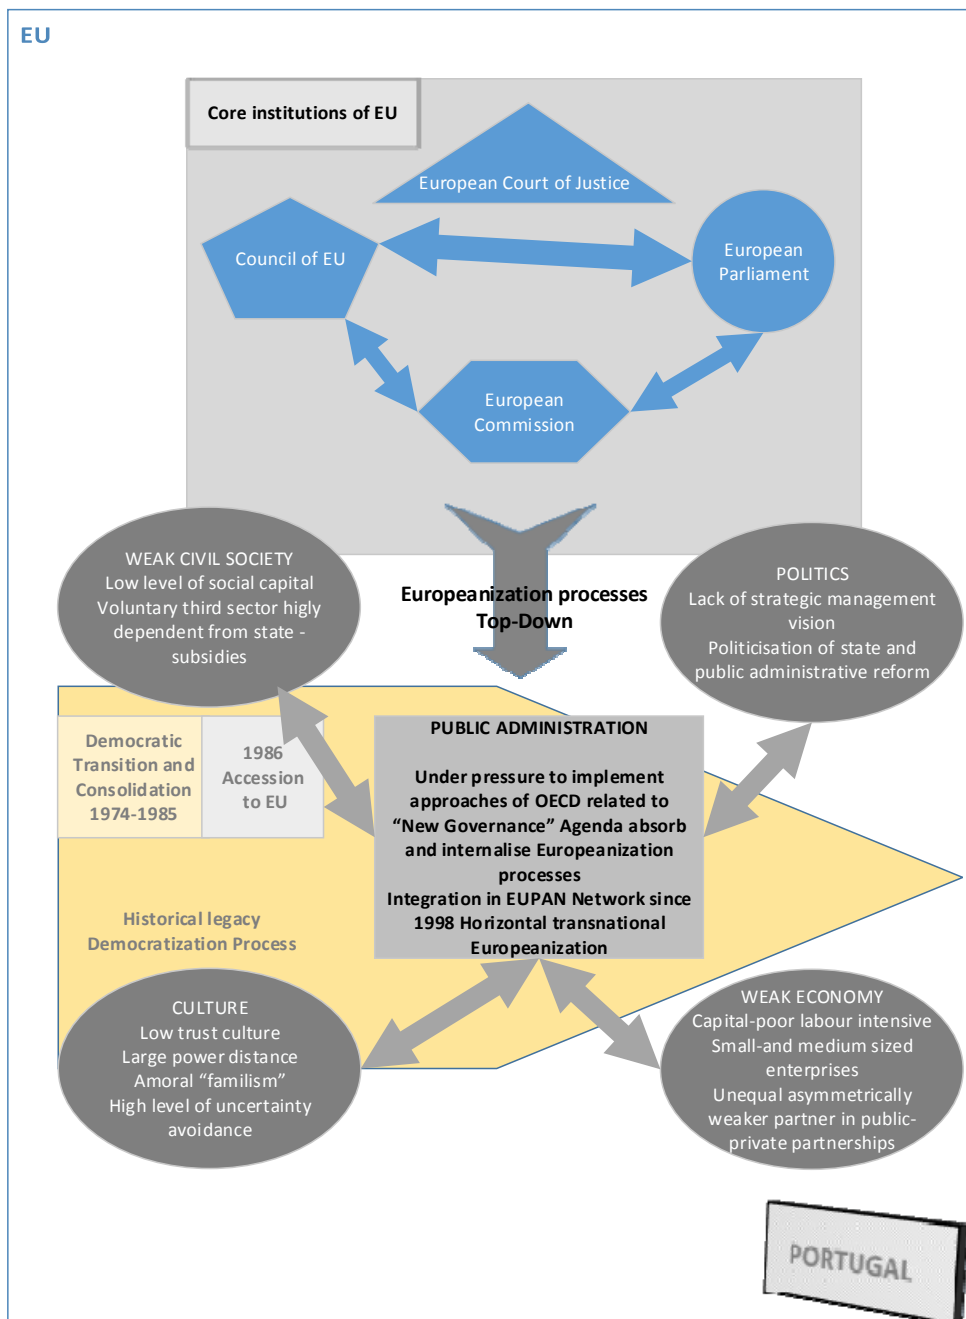 EU
Core institutions of EU
European Court of Justice
Council of EU
European
Parliament
European
Commission
WEAK CIVIL SOCIETY
Low level of social capital
Voluntary third sector higly
dependent from state -
subsidies
Europeanization processes
Top-Down
POLITICS
Lack of strategic management
vision
Politicisation of state and
public administrative reform
Democratic
Transition and
Consolidation
1974-1985
1986
Accession
to EU
PUBLIC ADMINISTRATION
Under pressure to implement
approaches of OECD related to
“New Governance” Agenda absorb
and internalise Europeanization
processes
Integration in EUPAN Network since
1998 Horizontal transnational
Europeanization
Historical legacy
Democratization Process
CULTURE
Low trust culture
Large power distance
Amoral “familism”
High level of uncertainty
avoidance
WEAK ECONOMY
Capital-poor labour intensive
Small-and medium sized
enterprises
Unequal asymmetrically
weaker partner in public-
private partnerships
PORTUGAL